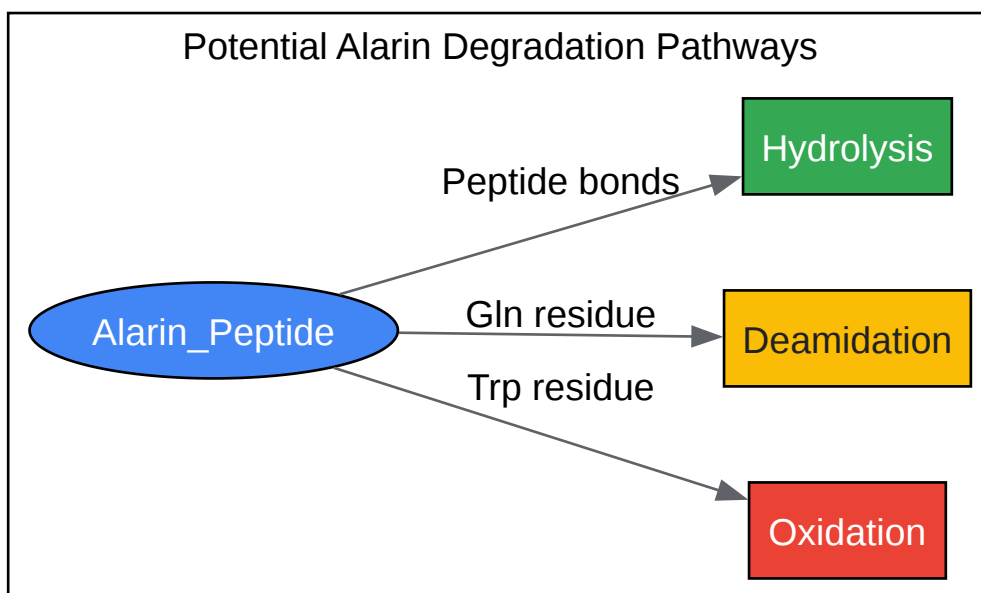 Potential Alarin Degradation Pathways
Hydrolysis
Peptide bonds
Gln residue
Alarin_Peptide
Deamidation
Trp residue
Oxidation